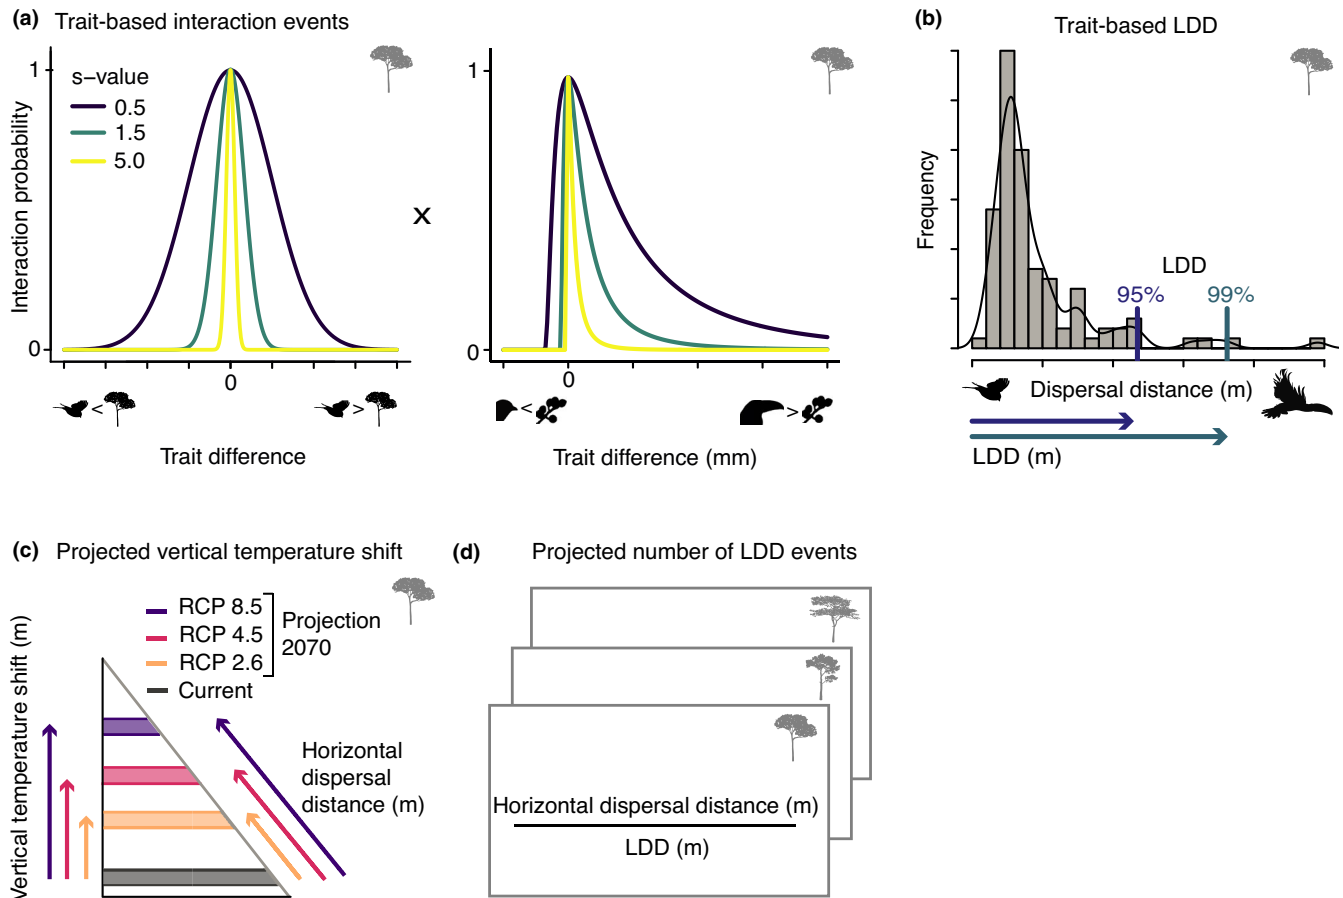 (a) Trait-based interaction events
Interaction probability
1
0
s−value
0.5
1.5
5.0
0
< >
Trait difference
x
1
0
0
< >
Trait difference (mm)
(b)
Trait-based LDD
Frequency
LDD
95% 99%
Dispersal distance (m)
LDD (m)
(c) Projected vertical temperature shift
Vertical temperature shift (m)
RCP 8.5
RCP 4.5
RCP 2.6
Current
Projection
2070
Horizontal
dispersal
distance (m)
(d) Projected number of LDD events
Horizontal dispersal distance (m)
LDD (m)